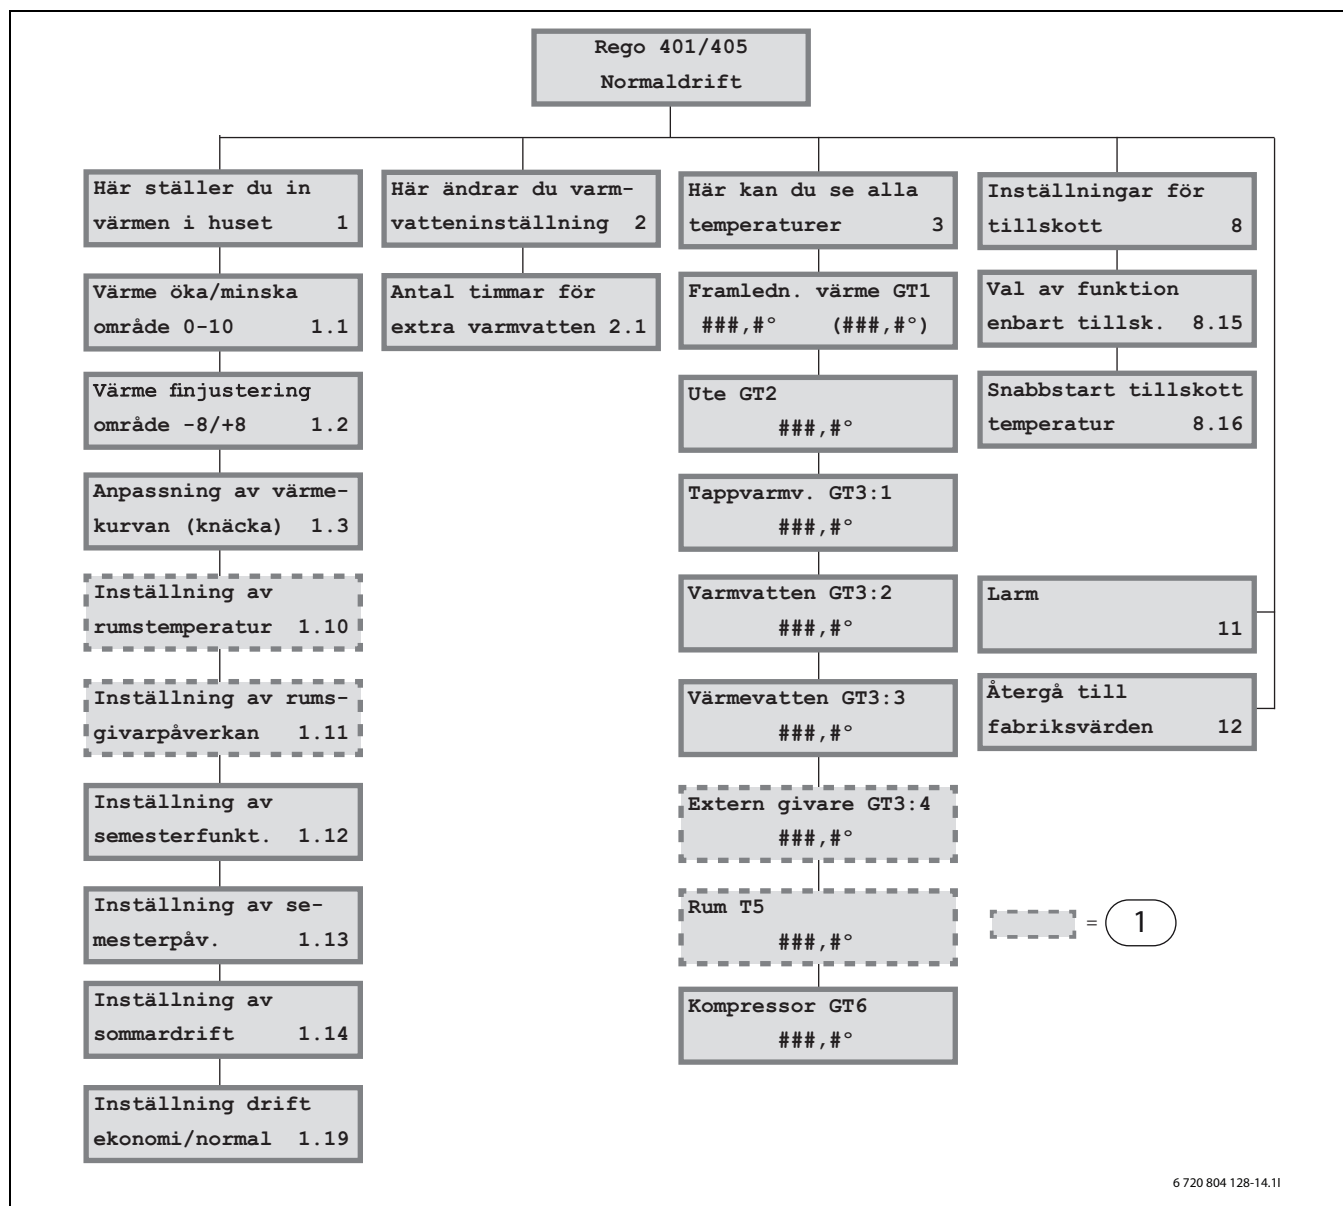 Rego 401/405
Normaldrift
Här ställer du in
värmen i huset 1
Värme öka/minska
område 0-10 1.1
Värme finjustering
område -8/+8 1.2
Anpassning av värme-
kurvan (knäcka) 1.3
Inställning av
rumstemperatur 1.10
Inställning av rums-
givarpåverkan 1.11
Inställning av
semesterfunkt. 1.12
Inställning av se-
mesterpåv. 1.13
Inställning av
sommardrift 1.14
Inställning drift
ekonomi/normal 1.19
Här ändrar du varm-
vatteninställning 2
Antal timmar för
extra varmvatten 2.1
Här kan du se alla
temperaturer 3
Framledn. värme GT1
###,#° (###,#°)
Ute GT2
###,#°
Tappvarmv. GT3:1
###,#°
Varmvatten GT3:2
###,#°
Värmevatten GT3:3
###,#°
Extern givare GT3:4
###,#°
Rum T5
###,#°
Kompressor GT6
###,#°
Inställningar för
tillskott 8
Val av funktion
enbart tillsk. 8.15
Snabbstart tillskott
temperatur 8.16
Larm
11
Återgå till
fabriksvärden 12
= 1
6 720 804 128-14.1I